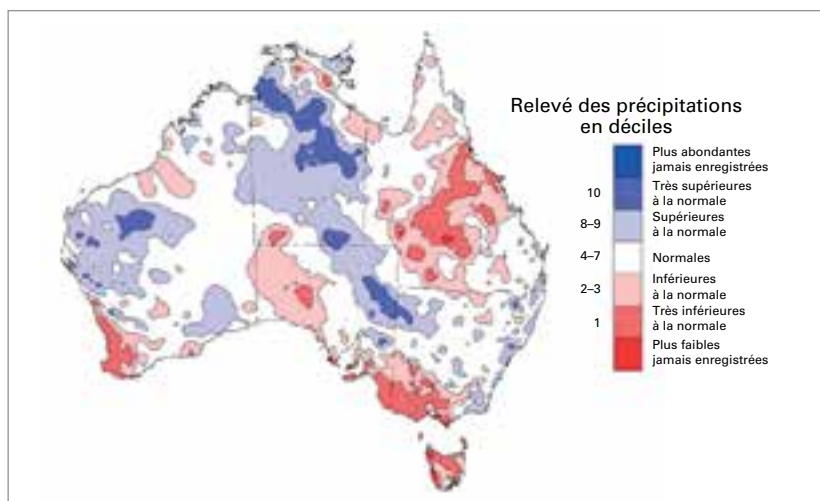 Relevé des précipitations
en déciles
Plus abondantes
jamais enregistrées
10
Très supérieures
à la normale
8–9
Supérieures
à la normale
4–7
Normales
2–3
Inférieures
à la normale
1
Très inférieures
à la normale
Plus faibles
jamais enregistrées